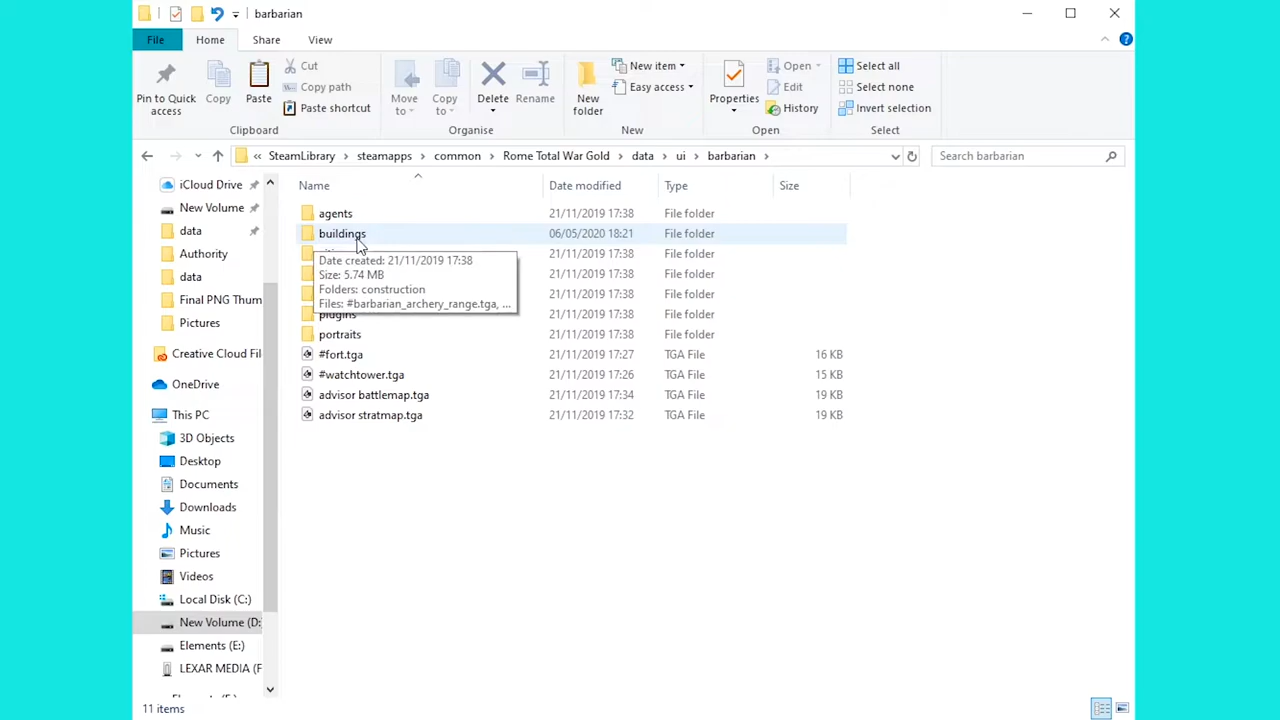 barbarian
File Home Share View
Pin to Quick access
Copy
Paste
Cut
Copy path
Paste shortcut
Clipboard
Move to
Copy to
Delete
Rename
Organise
New folder
New item
Easy access
New
Properties
Open
Edit
History
Open
Select all
Select none
Invert selection
Select
« SteamLibrary › steamapps › common › Rome Total War Gold › data › ui › barbarian ›
Search barbarian
iCloud Drive
New Volume
data
Authority
data
Final PNG Thum
Pictures
Creative Cloud Fil
OneDrive
This PC
3D Objects
Desktop
Documents
Downloads
Music
Pictures
Videos
Local Disk (C:)
New Volume (D:
Elements (E:)
LEXAR MEDIA (F
Name Date modified Type Size
agents 21/11/2019 17:38 File folder
buildings 06/05/2020 18:21 File folder
21/11/2019 17:38 File folder
21/11/2019 17:38 File folder
21/11/2019 17:38 File folder
plugins 21/11/2019 17:38 File folder
portraits 21/11/2019 17:38 File folder
#fort.tga 21/11/2019 17:27 TGA File 16 KB
#watchtower.tga 21/11/2019 17:26 TGA File 15 KB
advisor battlemap.tga 21/11/2019 17:34 TGA File 19 KB
advisor stratmap.tga 21/11/2019 17:32 TGA File 19 KB
Date created: 21/11/2019 17:38
Size: 5.74 MB
Folders: construction
Files: #barbarian_archery_range.tga, ...
11 items